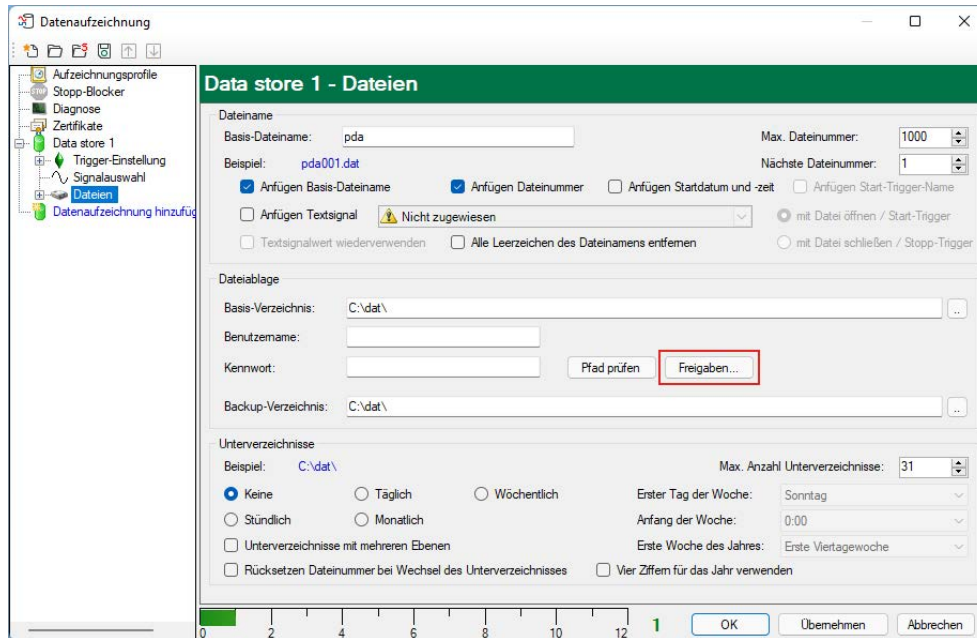 Datenaufzeichnung
Aufzeichnungsprofile
Stopp-Blocker
Diagnose
Zertifikate
Data store 1
Trigger-Einstellung
Signalauswahl
Dateien
Datenaufzeichnung hinzufüg
Data store 1 - Dateien
Dateiname
Basis-Dateiname: pda Max. Dateinummer: 1000
Beispiel: pda001.dat Nächste Dateinummer: 1
Anfügen Basis-Dateiname Anfügen Dateinummer Anfügen Startdatum und -zeit Anfügen Start-Trigger-Name
Anfügen Textsignal Nicht zugewiesen mit Datei öffnen / Start-Trigger
Textsignalwert wiederverwenden Alle Leerzeichen des Dateinamens entfernen mit Datei schließen / Stopp-Trigger
Dateiablage
Basis-Verzeichnis: C:\dat\ ..
Benutzername:
Kennwort: Pfad prüfen Freigaben...
Backup-Verzeichnis: C:\dat\ ..
Unterverzeichnisse
Beispiel: C:\dat\ Max. Anzahl Unterverzeichnisse: 31
Keine Täglich Wöchentlich Erster Tag der Woche: Sonntag
Stündlich Monatlich Anfang der Woche: 0:00
Unterverzeichnisse mit mehreren Ebenen Erste Woche des Jahres: Erste Viertagewoche
Rücksetzen Dateinummer bei Wechsel des Unterverzeichnisses Vier Ziffern für das Jahr verwenden
0 2 4 6 8 10 12 1 OK Übernehmen Abbrechen